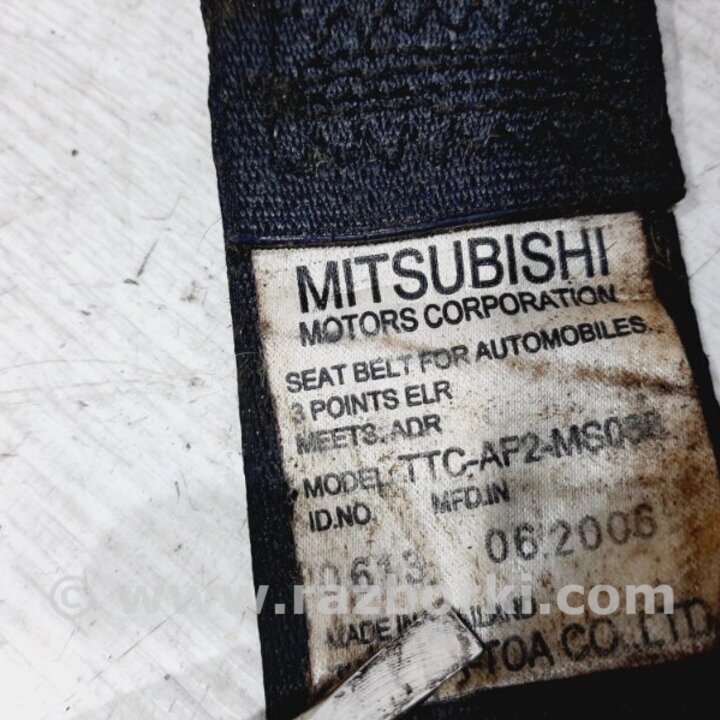 MITSUBISHI
MOTORS CORPORATION
SEAT BELT FOR AUTOMOBILES.
3 POINTS ELR
MEETS. ADR
MODEL. TTC-AF2-
ID.NO. MFD.IN
0613 06.2006
© www.razborki.com
MADE IN
-TOA CO.,LTD